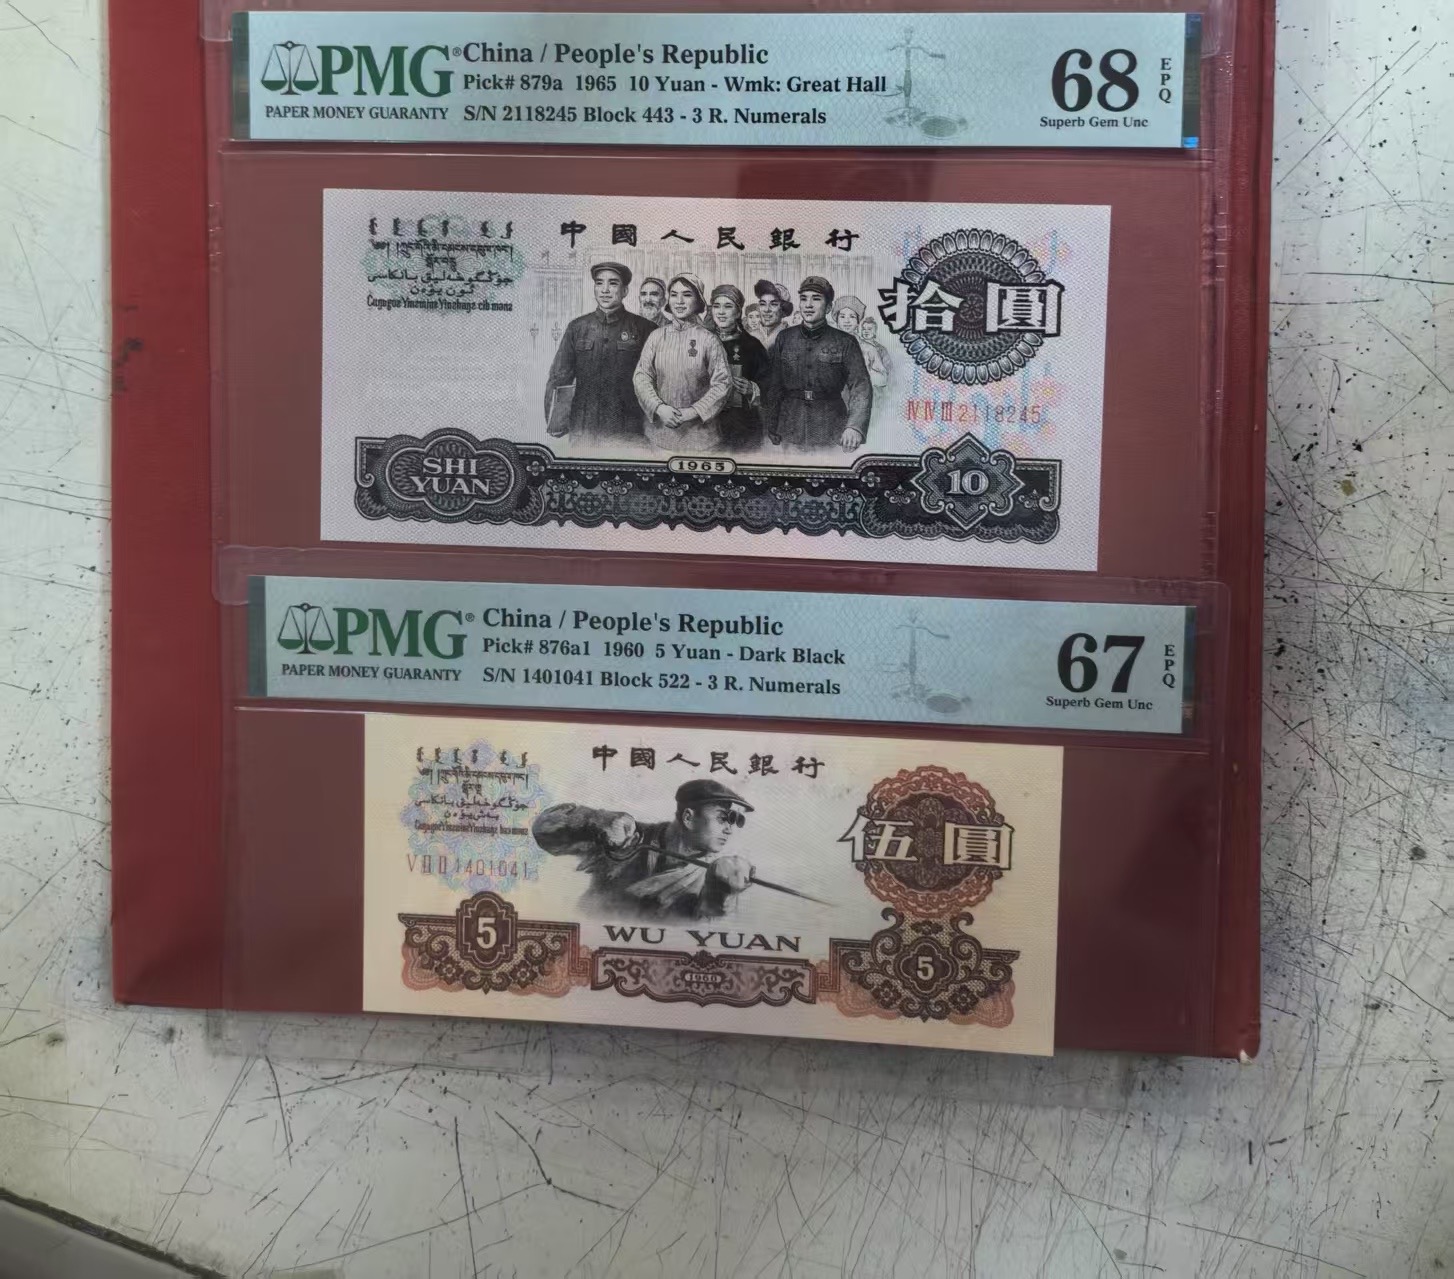 PMG®
PAPER MONEY GUARANTY
China / People's Republic
Pick# 879a 1965 10 Yuan - Wmk: Great Hall
S/N 2118245 Block 443 - 3 R. Numerals
68
EPQ
Superb Gem Unc
中國人民銀行
拾圓
ⅣⅣⅢ2118245
1965
SHI
YUAN
10
PMG®
PAPER MONEY GUARANTY
China / People's Republic
Pick# 876a1 1960 5 Yuan - Dark Black
S/N 1401041 Block 522 - 3 R. Numerals
67
EPQ
Superb Gem Unc
中國人民銀行
伍圓
ⅤⅡⅡ1401041
5
WU YUAN
1960
5